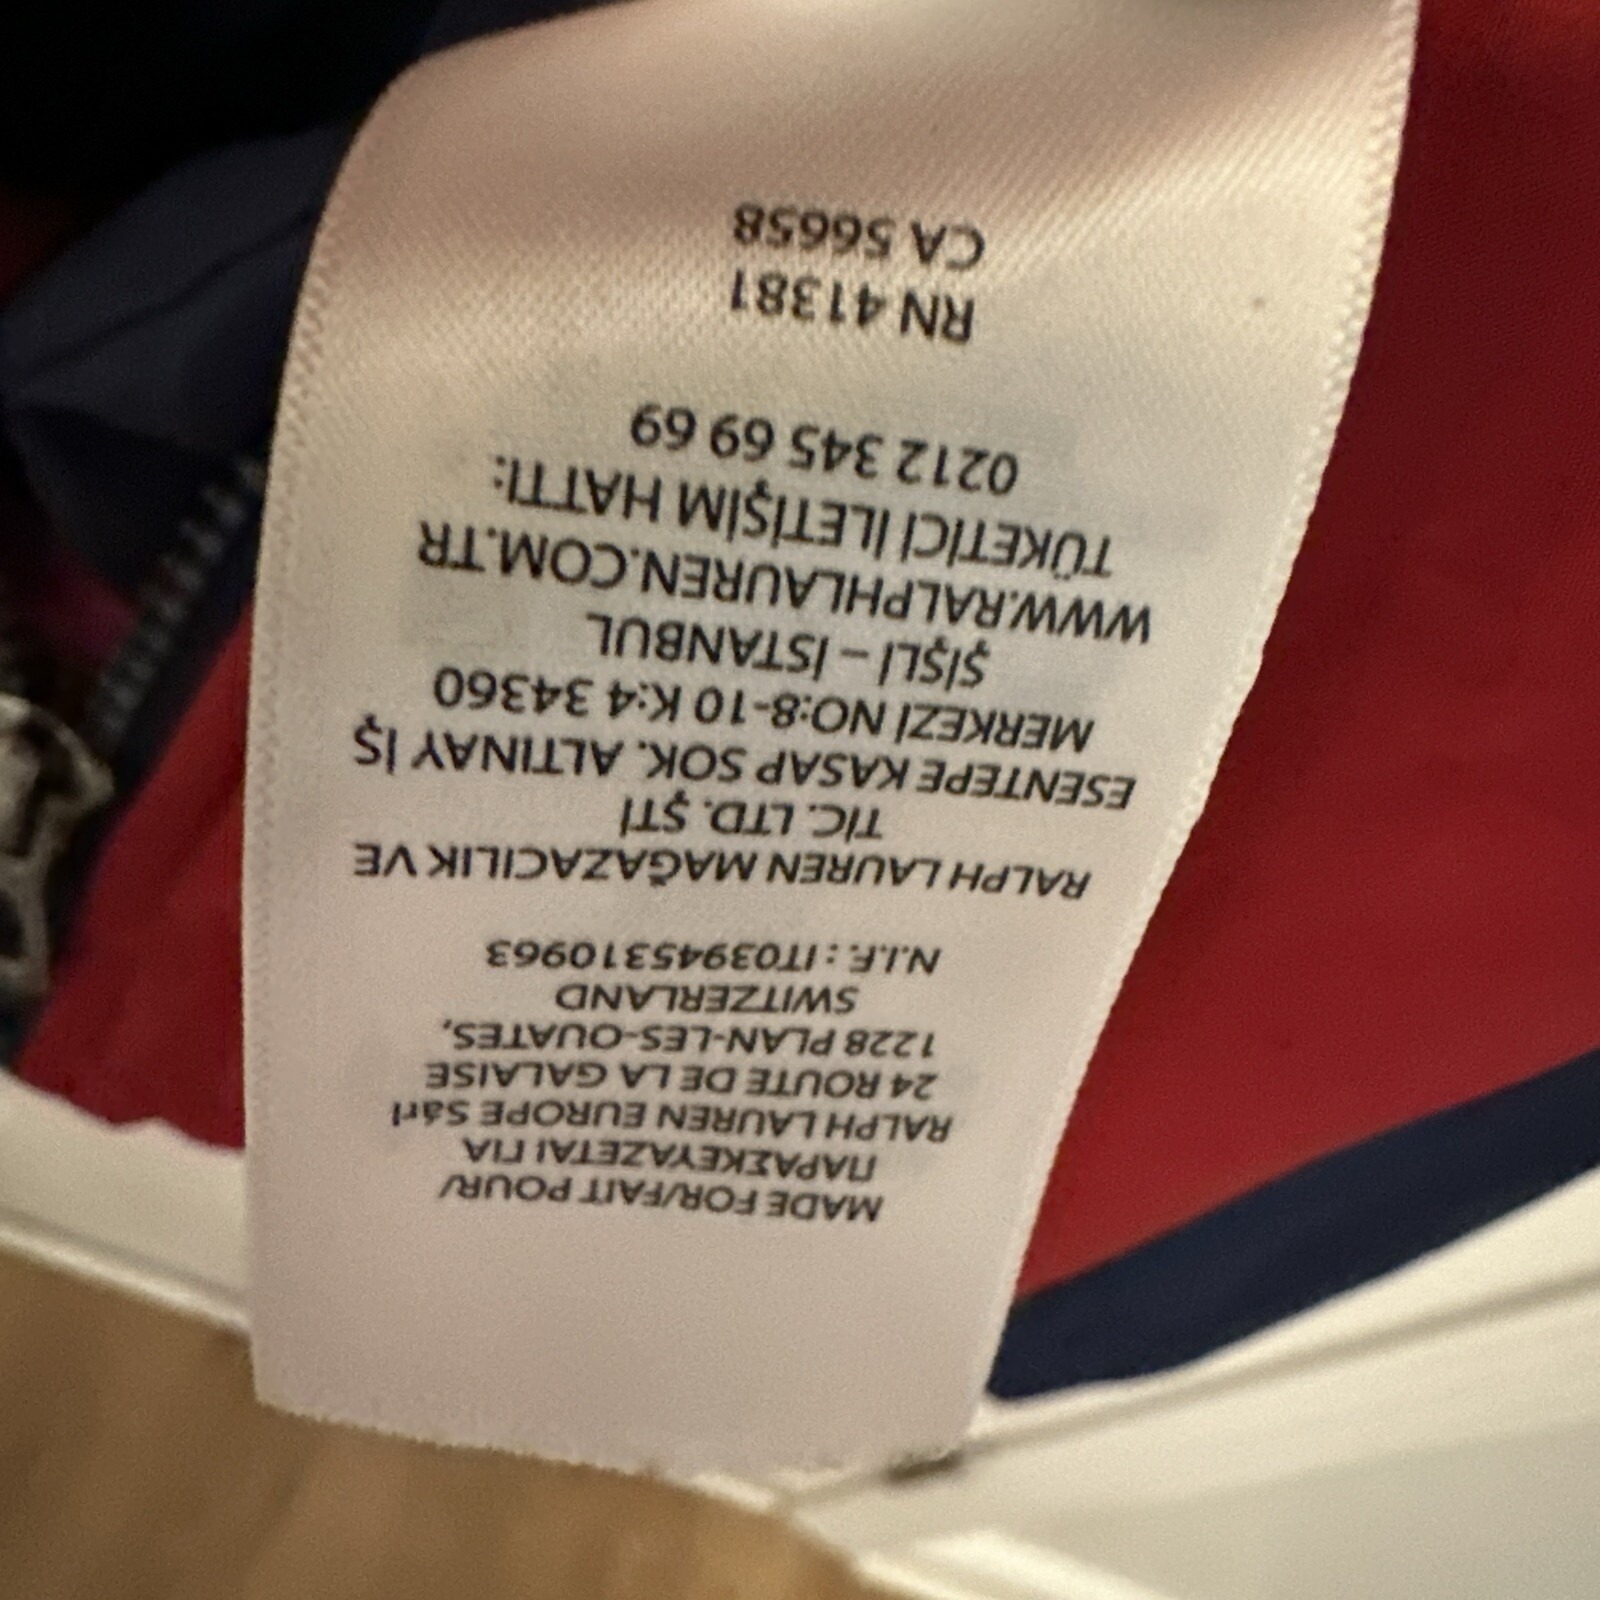 MADE FOR/FAIT POUR/
ΠΑΡΑΣΚΕΥΑΖΕΤΑΙ ΓΙΑ
RALPH LAUREN EUROPE Sárl
24 ROUTE DE LA GALAISE
1228 PLAN-LES-OUATES,
SWITZERLAND
N.I.F. : IT03945310963
RALPH LAUREN MAĞAZACILIK VE
TİC. LTD. ŞTİ
ESENTEPE KASAP SOK. ALTINAY İŞ
MERKEZİ NO:8-10 K:4 34360
ŞİŞLİ – İSTANBUL
WWW.RALPHLAUREN.COM.TR
TÜKETİCİ İLETİŞİM HATTI:
0212 345 69 69
RN 41381
CA 56658